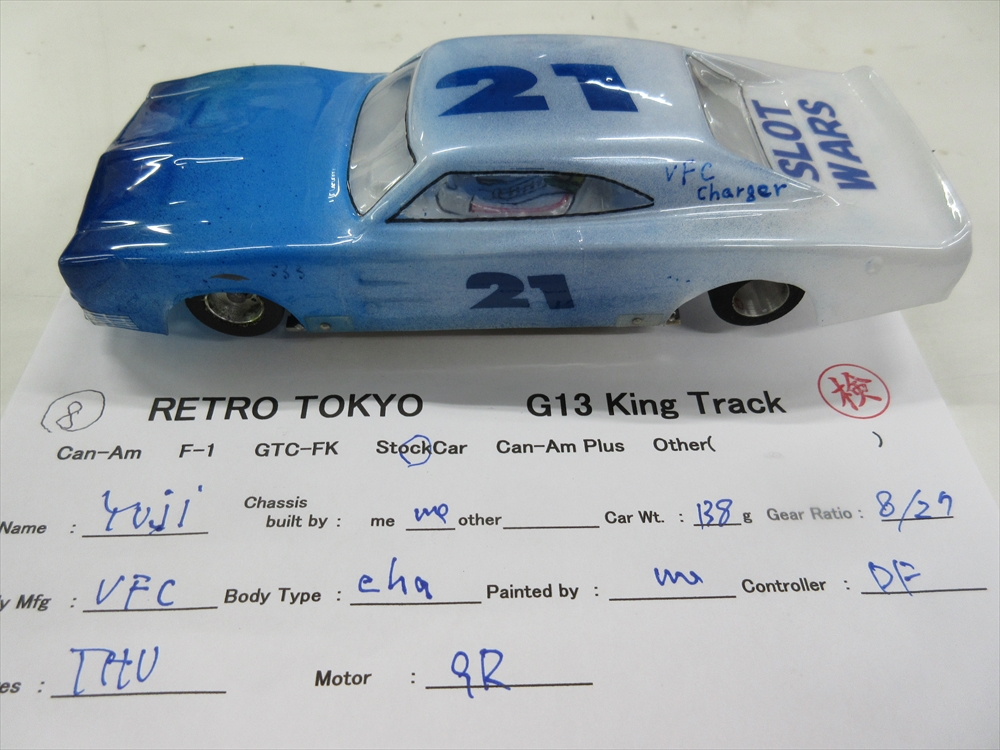 21
SLOT
WARS
VFC
Charger
21
8 RETRO TOKYO G13 King Track 検
Can-Am F-1 GTC-FK StockCar Can-Am Plus Other( )
Name : Yuji Chassis built by : me me other Car Wt. : 138 g Gear Ratio : 8/27
y Mfg : VFC Body Type : cha Painted by : me Controller : DF
es : Motor :